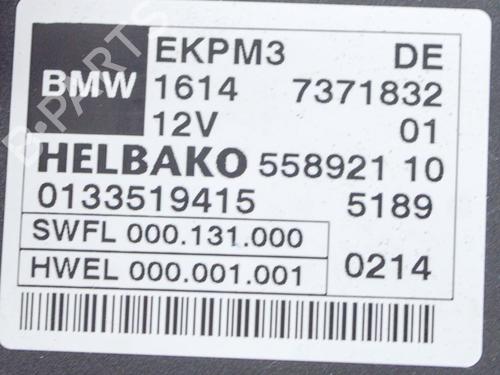 BMW EKPM3 DE
1614 7371832
12V 01
HELBAKO 558921 10
0133519415 5189
SWFL 000.131.000
HWEL 000.001.001 0214
B-PARTS